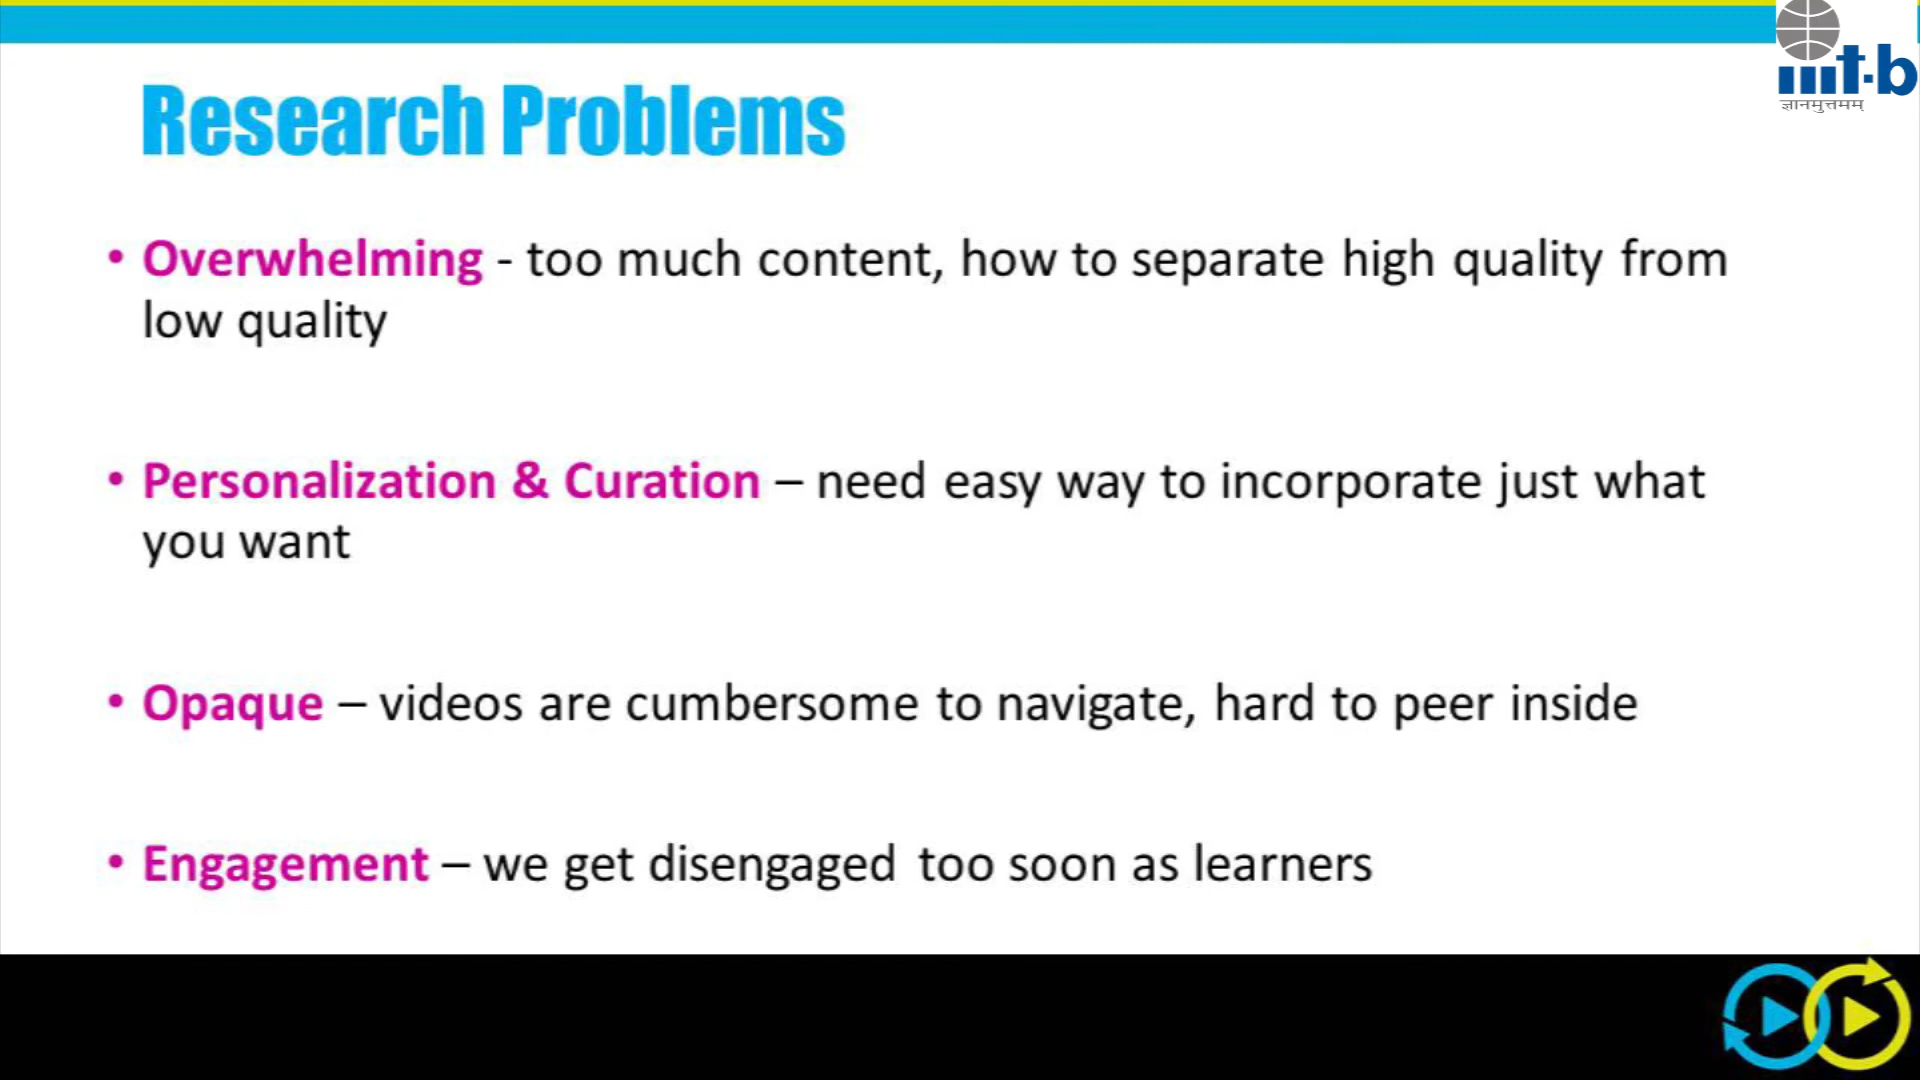 iiit-b
ज्ञानमुत्तमम्
Research Problems
• Overwhelming - too much content, how to separate high quality from
low quality
• Personalization & Curation – need easy way to incorporate just what
you want
• Opaque – videos are cumbersome to navigate, hard to peer inside
• Engagement – we get disengaged too soon as learners